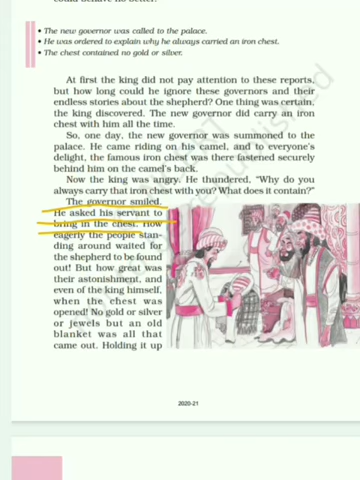 could behave no better.
• The new governor was called to the palace.
• He was ordered to explain why he always carried an iron chest.
• The chest contained no gold or silver.
At first the king did not pay attention to these reports,
but how long could he ignore these governors and their
endless stories about the shepherd? One thing was certain,
the king discovered. The new governor did carry an iron
chest with him all the time.
So, one day, the new governor was summoned to the
palace. He came riding on his camel, and to everyone's
delight, the famous iron chest was there fastened securely
behind him on the camel's back.
Now the king was angry. He thundered, “Why do you
always carry that iron chest with you? What does it contain?”
The governor smiled.
He asked his servant to
bring in the chest. How
eagerly the people stan-
ding around waited for
the shepherd to be found
out! But how great was
their astonishment, and
even of the king himself,
when the chest was
opened! No gold or silver
or jewels but an old
blanket was all that
came out. Holding it up
2020-21